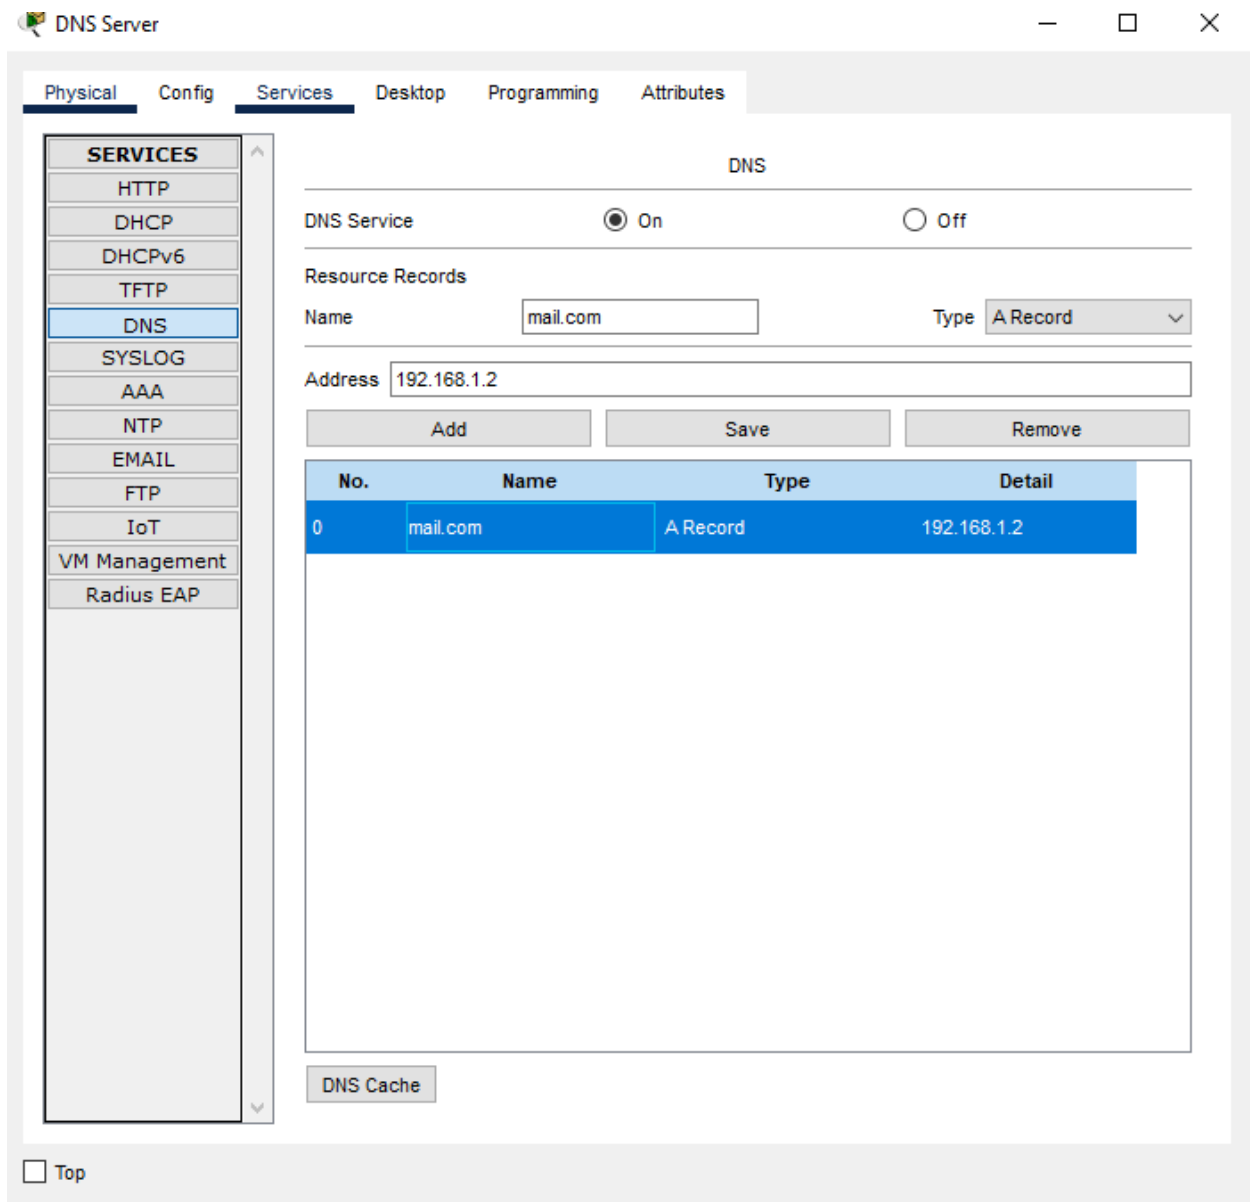 DNS Server
Physical Config Services Desktop Programming Attributes
SERVICES
HTTP
DHCP
DHCPv6
TFTP
DNS
SYSLOG
AAA
NTP
EMAIL
FTP
IoT
VM Management
Radius EAP
DNS
DNS Service On Off
Resource Records
Name mail.com Type A Record
Address 192.168.1.2
Add Save Remove
No. Name Type Detail
0 mail.com A Record 192.168.1.2
DNS Cache
Top